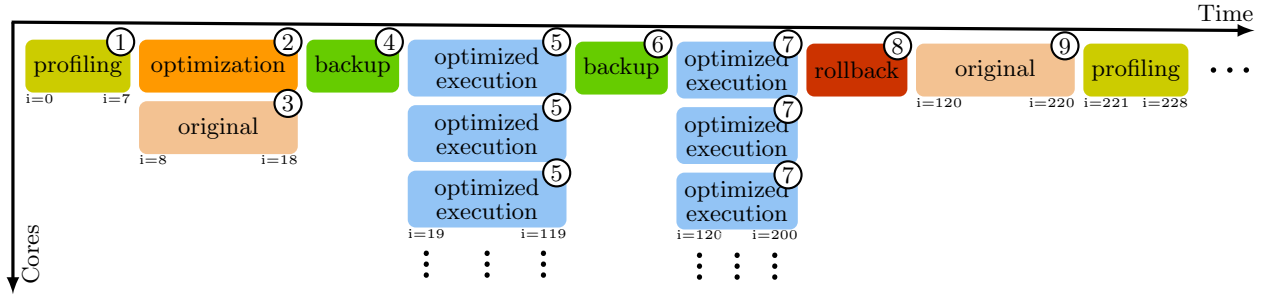 Time
1 2 4 5 6 7 8 9
profiling optimization backup optimized execution backup optimized execution rollback original profiling ...
i=0 i=7 i=120 i=220 i=221 i=228
3 5 7
original optimized execution optimized execution
i=8 i=18
5 7
optimized execution optimized execution
i=19 i=119 i=120 i=200
Cores